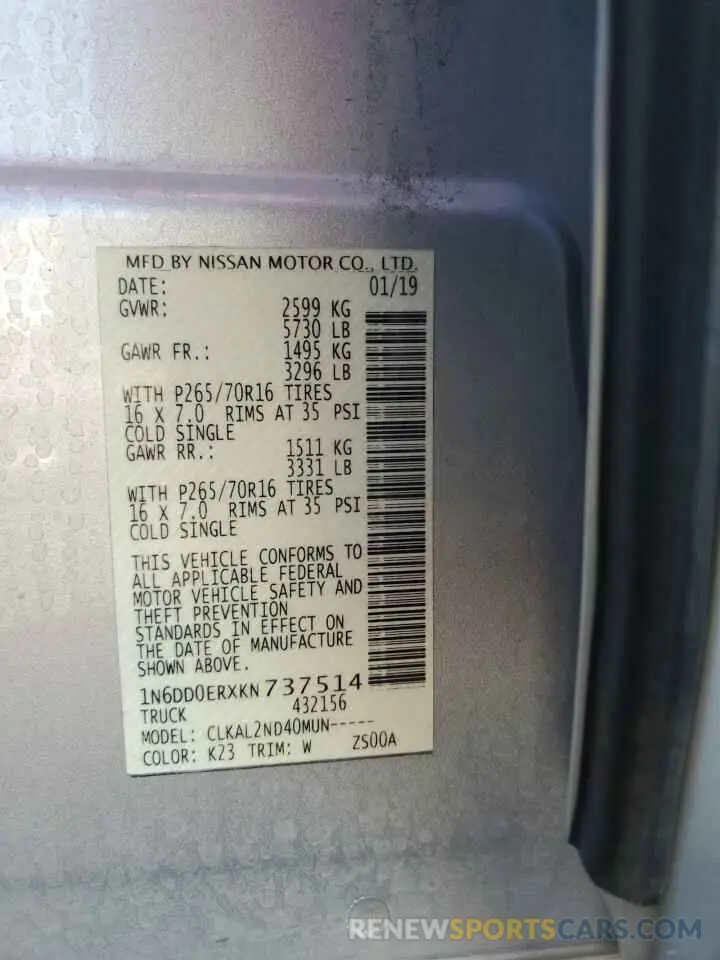 MFD BY NISSAN MOTOR CO., LTD.
DATE: 01/19
GVWR: 2599 KG
5730 LB
GAWR FR.: 1495 KG
3296 LB
WITH P265/70R16 TIRES
16 X 7.0 RIMS AT 35 PSI
COLD SINGLE
GAWR RR.: 1511 KG
3331 LB
WITH P265/70R16 TIRES
16 X 7.0 RIMS AT 35 PSI
COLD SINGLE
THIS VEHICLE CONFORMS TO
ALL APPLICABLE FEDERAL
MOTOR VEHICLE SAFETY AND
THEFT PREVENTION
STANDARDS IN EFFECT ON
THE DATE OF MANUFACTURE
SHOWN ABOVE.
1N6DD0ERXKN737514
TRUCK 432156
MODEL: CLKAL2ND40MUN-----
COLOR: K23 TRIM: W ZS00A
RENEWSPORTSCARS.COM